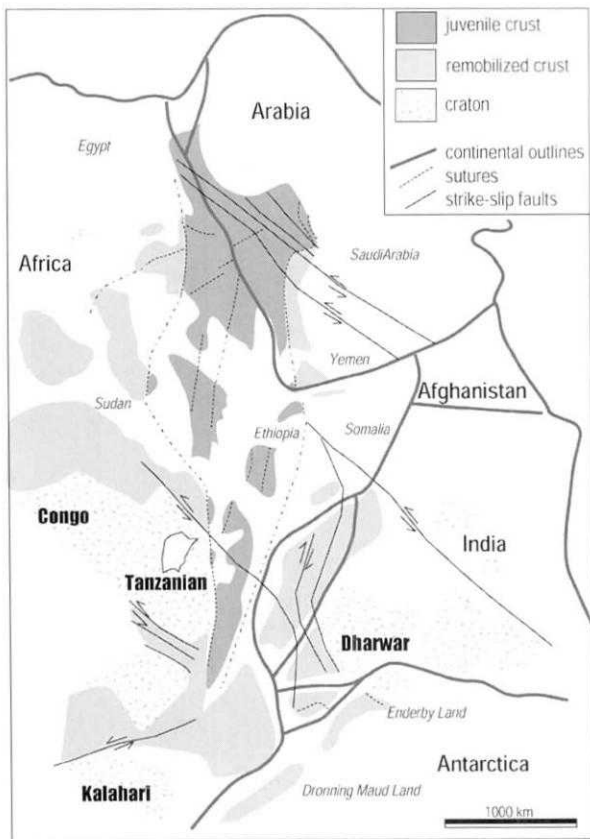 juvenile crust
remobilized crust
craton
continental outlines
sutures
strike-slip faults
Arabia
Egypt
Africa
SaudiArabia
Yemen
Afghanistan
Sudan
Ethiopia
Somalia
Congo
India
Tanzanian
Dharwar
Enderby Land
Antarctica
Kalahari
Dronning Maud Land
1000 km